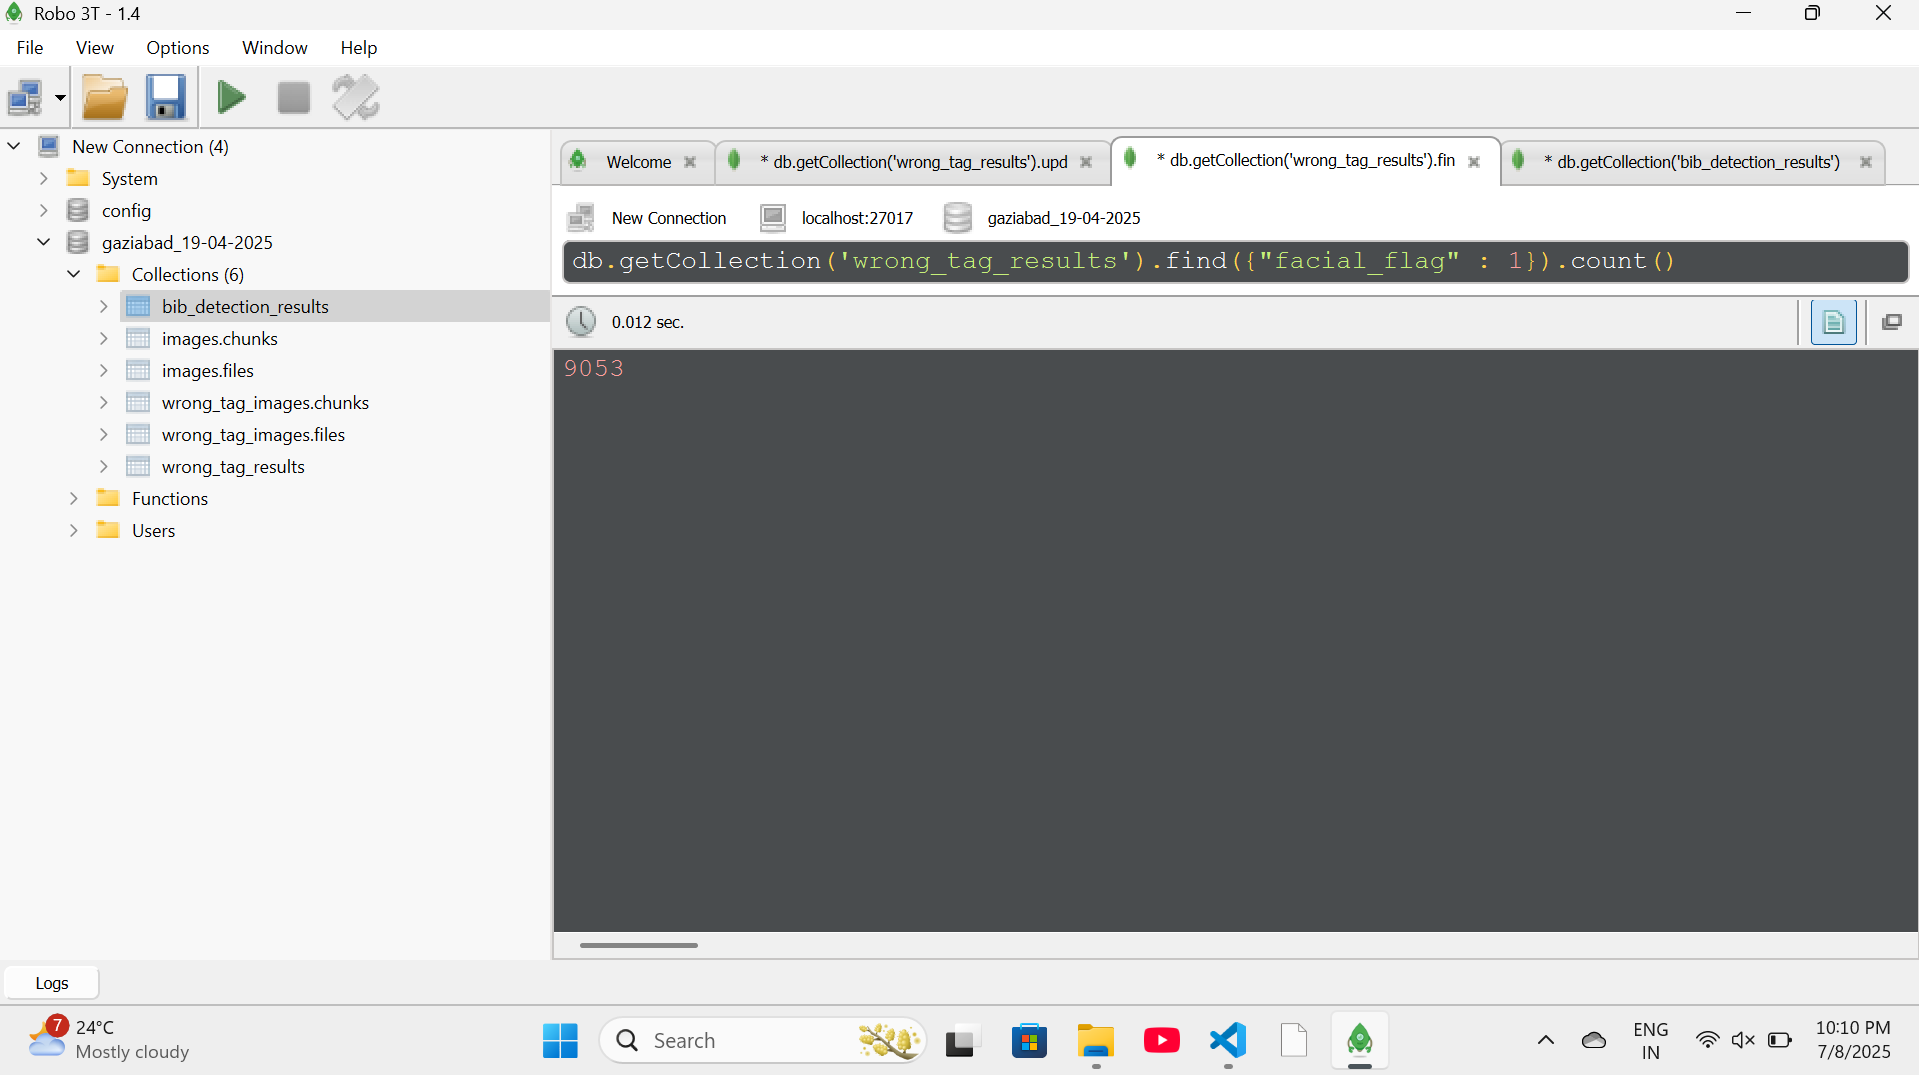 Robo 3T - 1.4
File View Options Window Help
New Connection (4)
System
config
gaziabad_19-04-2025
Collections (6)
bib_detection_results
images.chunks
images.files
wrong_tag_images.chunks
wrong_tag_images.files
wrong_tag_results
Functions
Users
Welcome * db.getCollection('wrong_tag_results').upd * db.getCollection('wrong_tag_results').fin * db.getCollection('bib_detection_results')
New Connection localhost:27017 gaziabad_19-04-2025
db.getCollection('wrong_tag_results').find({"facial_flag" : 1}).count()
0.012 sec.
9053
Logs
7
24°C
Mostly cloudy
Search
ENG
IN
10:10 PM
7/8/2025